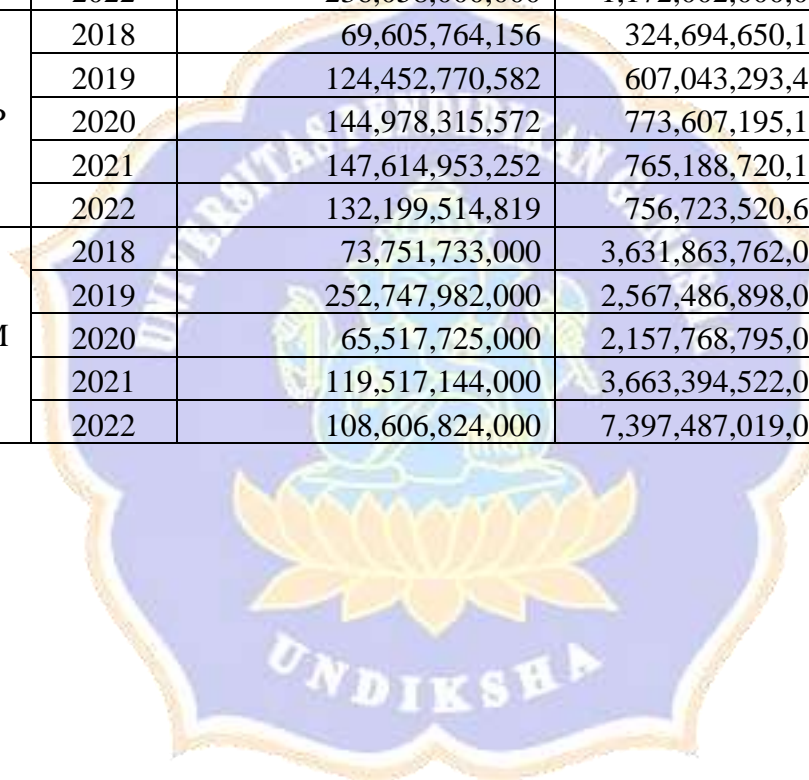 2018 69,605,764,156 324,694,650,1
2019 124,452,770,582 607,043,293,4
P 2020 144,978,315,572 773,607,195,1
2021 147,614,953,252 765,188,720,1
2022 132,199,514,819 756,723,520,6
2018 73,751,733,000 3,631,863,762,0
2019 252,747,982,000 2,567,486,898,0
M 2020 65,517,725,000 2,157,768,795,0
2021 119,517,144,000 3,663,394,522,0
2022 108,606,824,000 7,397,487,019,0
UNIVERSITAS PENDIDIKAN GANESHA
UNDIKSHA